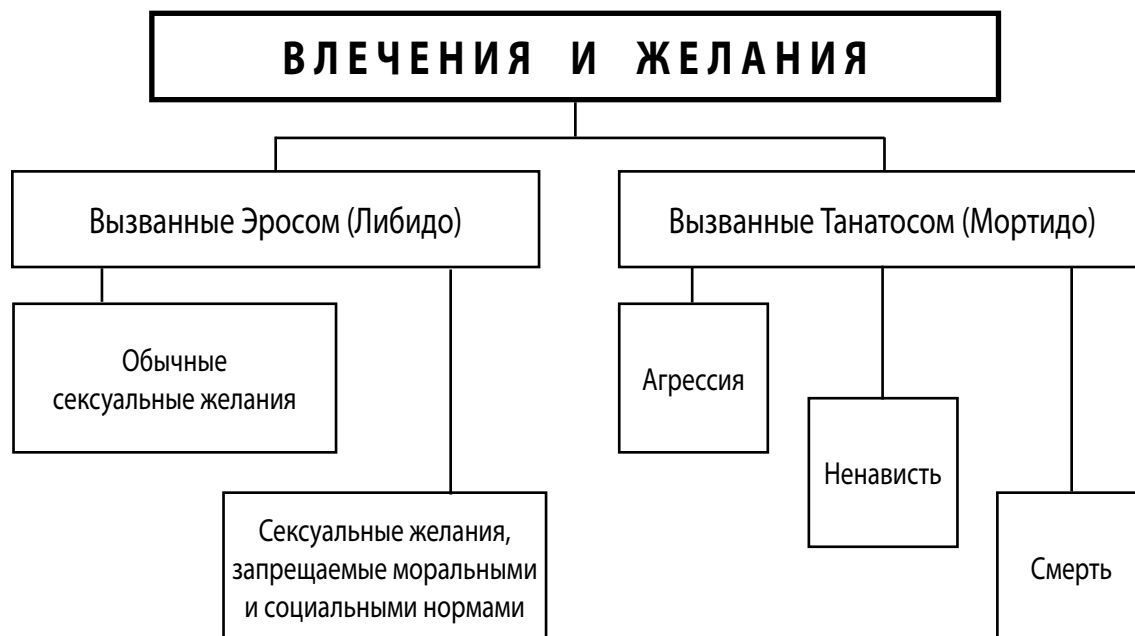 ВЛЕЧЕНИЯ И ЖЕЛАНИЯ
Вызванные Эросом (Либидо)
Вызванные Танатосом (Мортидо)
Обычные
сексуальные желания
Агрессия
Ненависть
Сексуальные желания,
запрещаемые моральными
и социальными нормами
Смерть